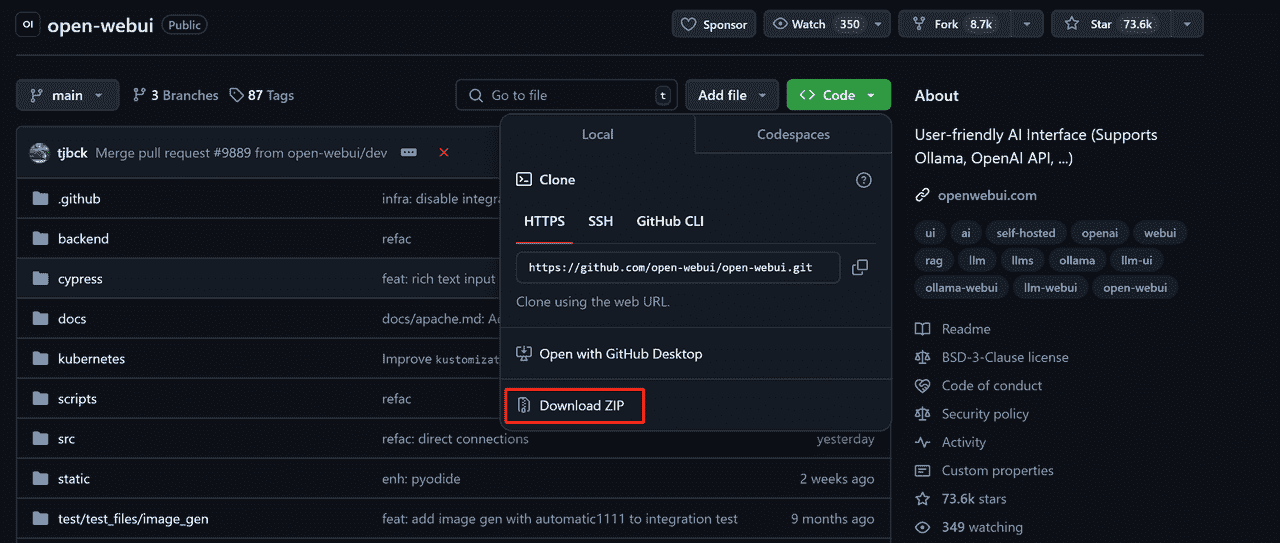 OI open-webui Public Sponsor Watch 350 Fork 8.7k Star 73.6k
main 3 Branches 87 Tags Go to file t Add file Code
tjbck Merge pull request #9889 from open-webui/dev
.github infra: disable integra
backend refac
cypress feat: rich text input
docs docs/apache.md:
kubernetes Improve kustomizat
scripts refac
src refac: direct connections yesterday
static enh: pyodide 2 weeks ago
test/test_files/image_gen feat: add image gen with automatic1111 to integration test 9 months ago
Local Codespaces
Clone
HTTPS SSH GitHub CLI
https://github.com/open-webui/open-webui.git
Clone using the web URL.
Open with GitHub Desktop
Download ZIP
About
User-friendly AI Interface (Supports
Ollama, OpenAI API, ...)
openwebui.com
ui ai self-hosted openai webui
rag llm llms ollama llm-ui
ollama-webui llm-webui open-webui
Readme
BSD-3-Clause license
Code of conduct
Security policy
Activity
Custom properties
73.6k stars
349 watching